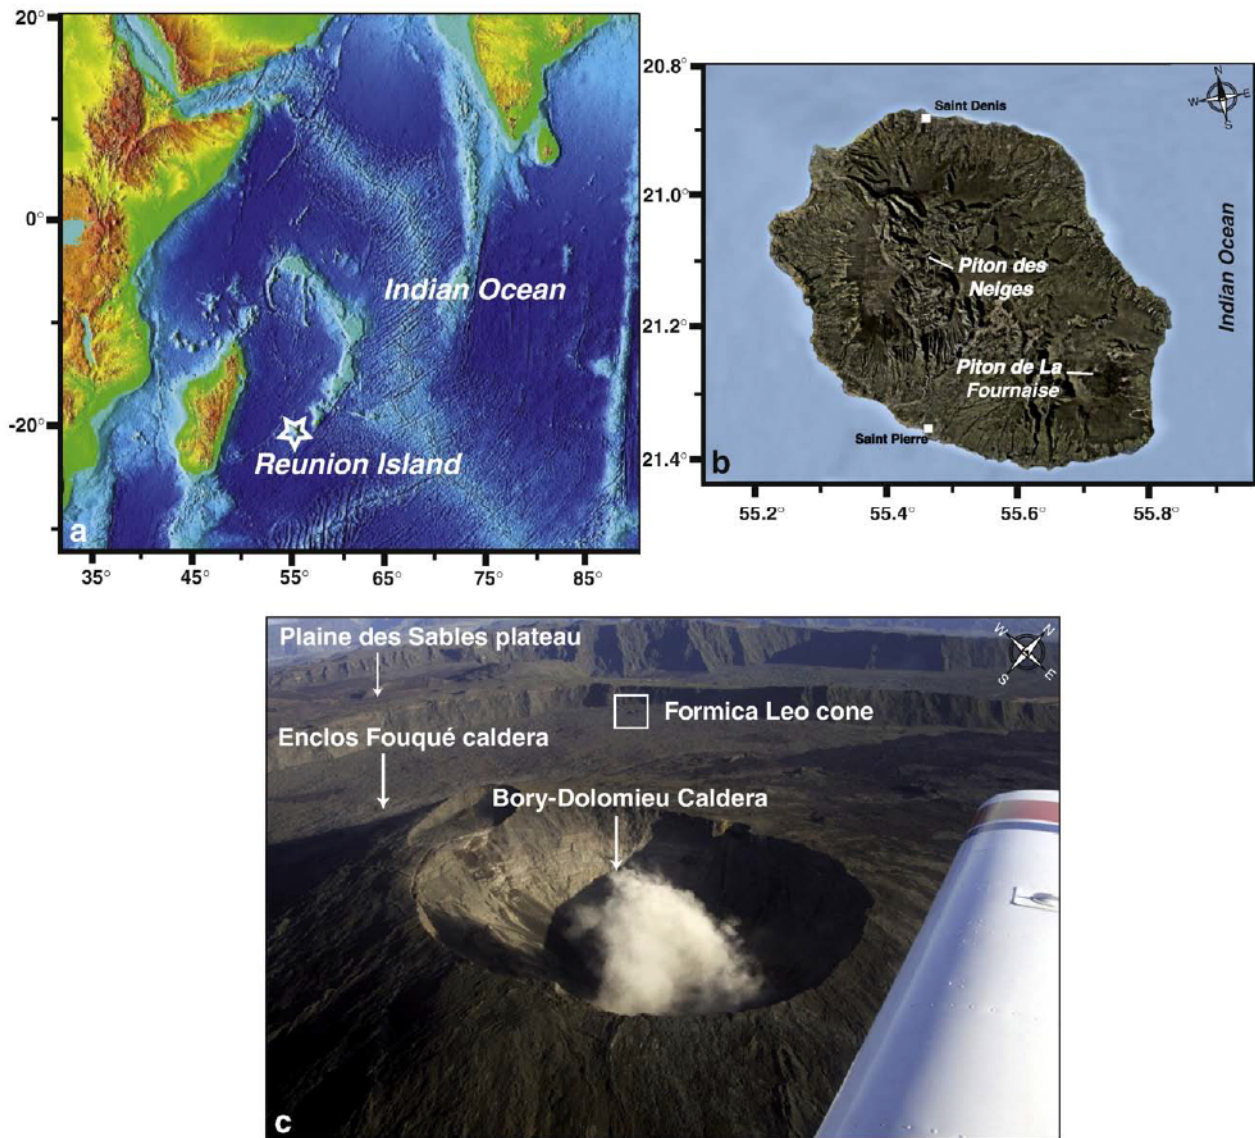 20°
0°
-20°
Indian Ocean
Reunion Island
a
35°
45°
55°
65°
75°
85°
20.8°
21.0°
21.2°
21.4°
N
W
E
S
Saint Denis
Piton des
Neiges
Piton de La
Fournaise
Saint Pierre
Indian Ocean
b
55.2°
55.4°
55.6°
55.8°
Plaine des Sables plateau
W
N
S
E
Formica Leo cone
Enclos Fouqué caldera
Bory-Dolomieu Caldera
c